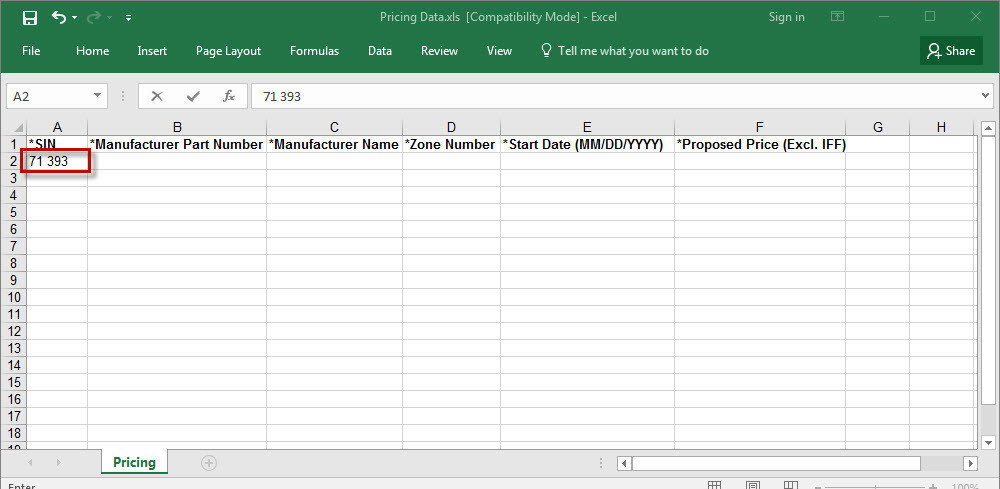 Pricing Data.xls [Compatibility Mode] - Excel Sign in
File Home Insert Page Layout Formulas Data Review View Tell me what you want to do Share
A2 fx 71 393
A B C D E F G H
1 *SIN *Manufacturer Part Number *Manufacturer Name *Zone Number *Start Date (MM/DD/YYYY) *Proposed Price (Excl. IFF)
2 71 393
3
4
5
6
7
8
9
10
11
12
13
14
15
16
17
18
19
Pricing
Enter 100%